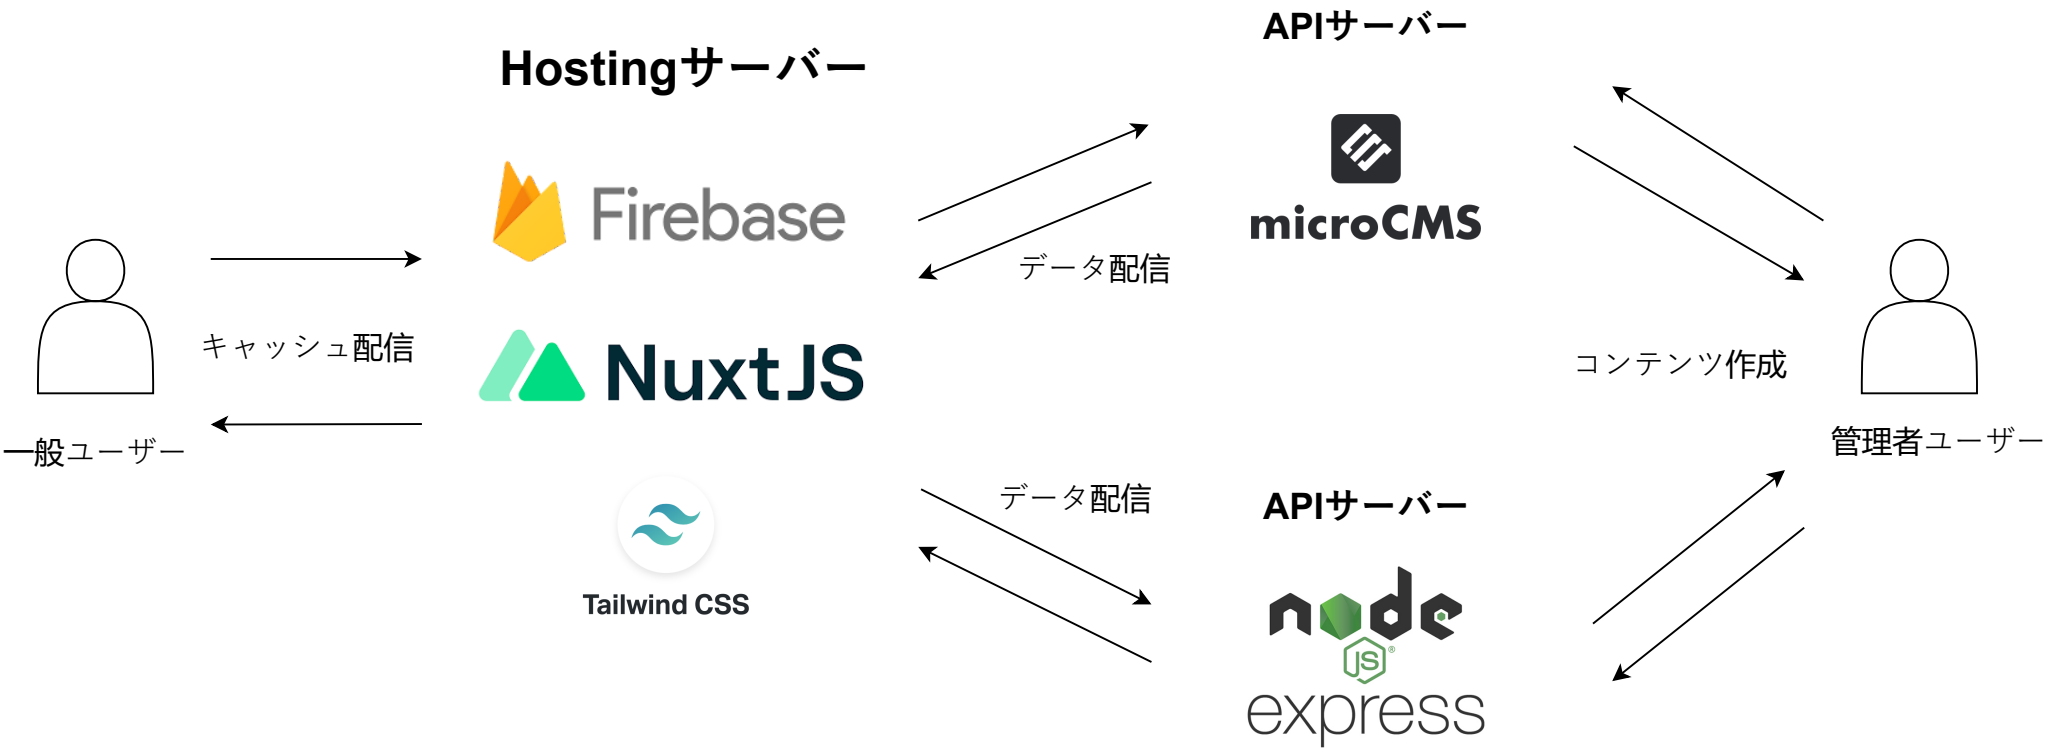 Hostingサーバー
Firebase
NuxtJS
Tailwind CSS
キャッシュ配信
一般ユーザー
APIサーバー
microCMS
データ配信
データ配信
APIサーバー
node
JS®
express
コンテンツ作成
管理者ユーザー